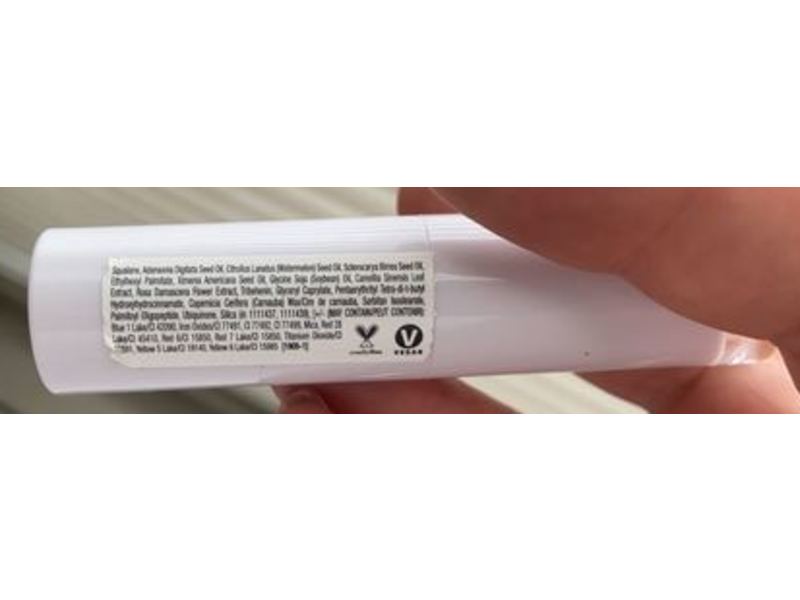 Squalane, Adansonia Digitata Seed Oil, Citrullus Lanatus (Watermelon) Seed Oil, Sclerocarya Birrea Seed Oil,
Ethylhexyl Palmitate, Ximenia Americana Seed Oil, Glycine Soja (Soybean) Oil, Camellia Sinensis Leaf
Extract, Rosa Damascena Flower Extract, Tribehenin, Glyceryl Caprylate, Pentaerythrityl Tetra-di-t-butyl
Hydroxyhydrocinnamate, Copernicia Cerifera (Carnauba) Wax/Cire de carnauba, Sorbitan Isostearate,
Palmitoyl Oligopeptide, Ubiquinone, Silica (in 1111437, 1111439), [+/- (MAY CONTAIN/PEUT CONTENIR):
Blue 1 Lake/CI 42090, Iron Oxides/CI 77491, CI 77492, CI 77499, Mica, Red 28
Lake/CI 45410, Red 6/CI 15850, Red 7 Lake/CI 15850, Titanium Dioxide/CI
Yellow 5 Lake/CI 19140, Yellow 6 Lake/CI 15985
V
VEGAN